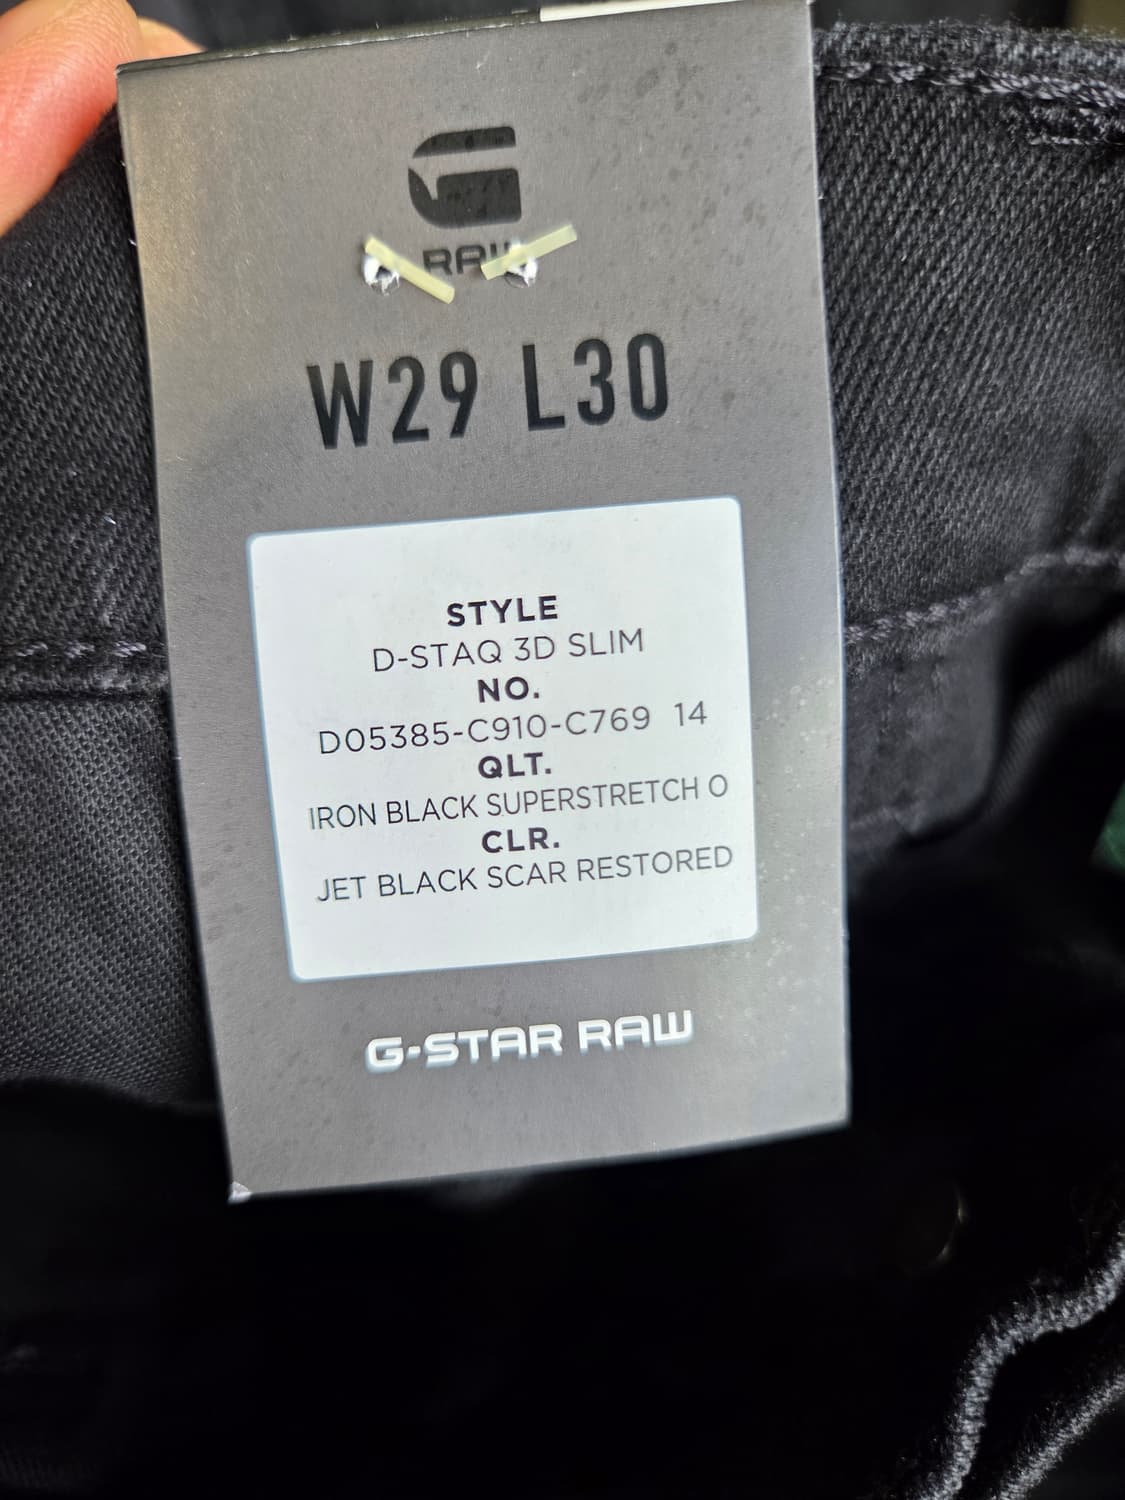 RAW
W29 L30
STYLE
D-STAQ 3D SLIM
NO.
D05385-C910-C769 14
QLT.
IRON BLACK SUPERSTRETCH O
CLR.
JET BLACK SCAR RESTORED
G-STAR RAW